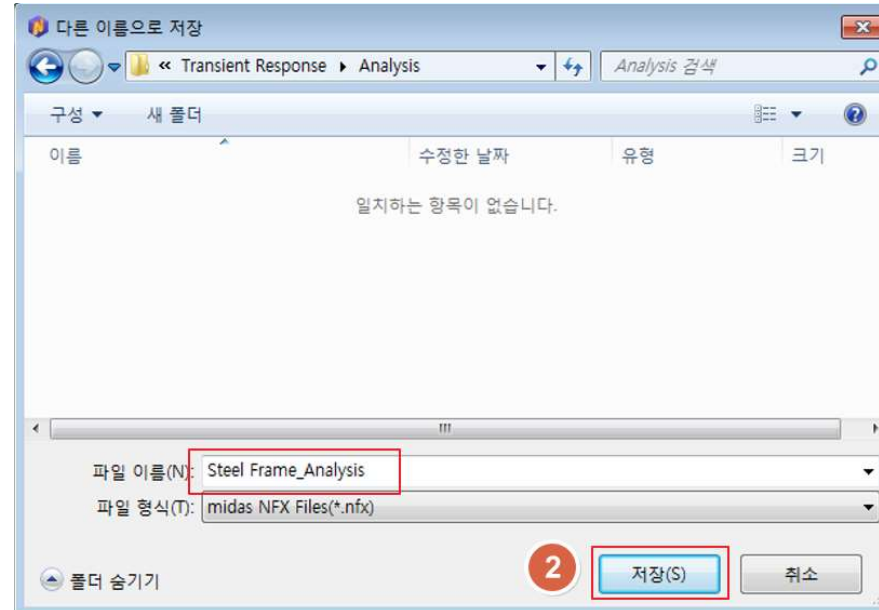 다른 이름으로 저장
« Transient Response ▸ Analysis
Analysis 검색
구성 ▼ 새 폴더
이름 수정한 날짜 유형 크기
일치하는 항목이 없습니다.
파일 이름(N): Steel Frame_Analysis
파일 형식(T): midas NFX Files(*.nfx)
폴더 숨기기
2 저장(S) 취소